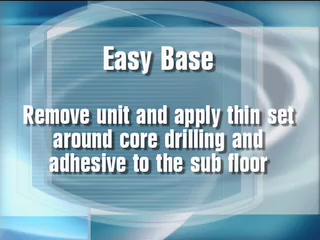 Easy Base
Remove unit and apply thin set
around core drilling and
adhesive to the sub floor